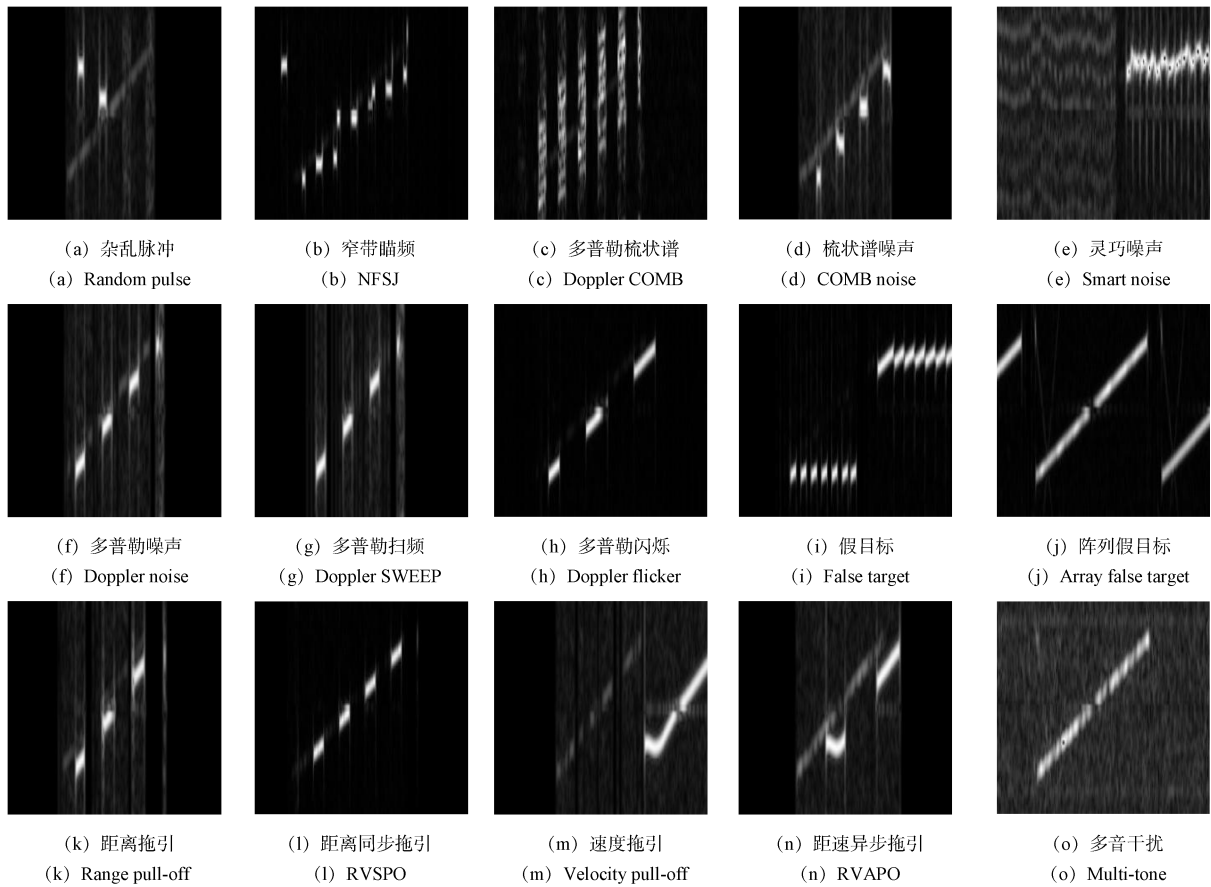 （a）杂乱脉冲
（a）Random pulse
（b）窄带瞄频
（b）NFSJ
（c）多普勒梳状谱
（c）Doppler COMB
（d）梳状谱噪声
（d）COMB noise
（e）灵巧噪声
（e）Smart noise
（f）多普勒噪声
（f）Doppler noise
（g）多普勒扫频
（g）Doppler SWEEP
（h）多普勒闪烁
（h）Doppler flicker
（i）假目标
（i）False target
（j）阵列假目标
（j）Array false target
（k）距离拖引
（k）Range pull-off
（l）距离同步拖引
（l）RVSPO
（m）速度拖引
（m）Velocity pull-off
（n）距速异步拖引
（n）RVAPO
（o）多音干扰
（o）Multi-tone